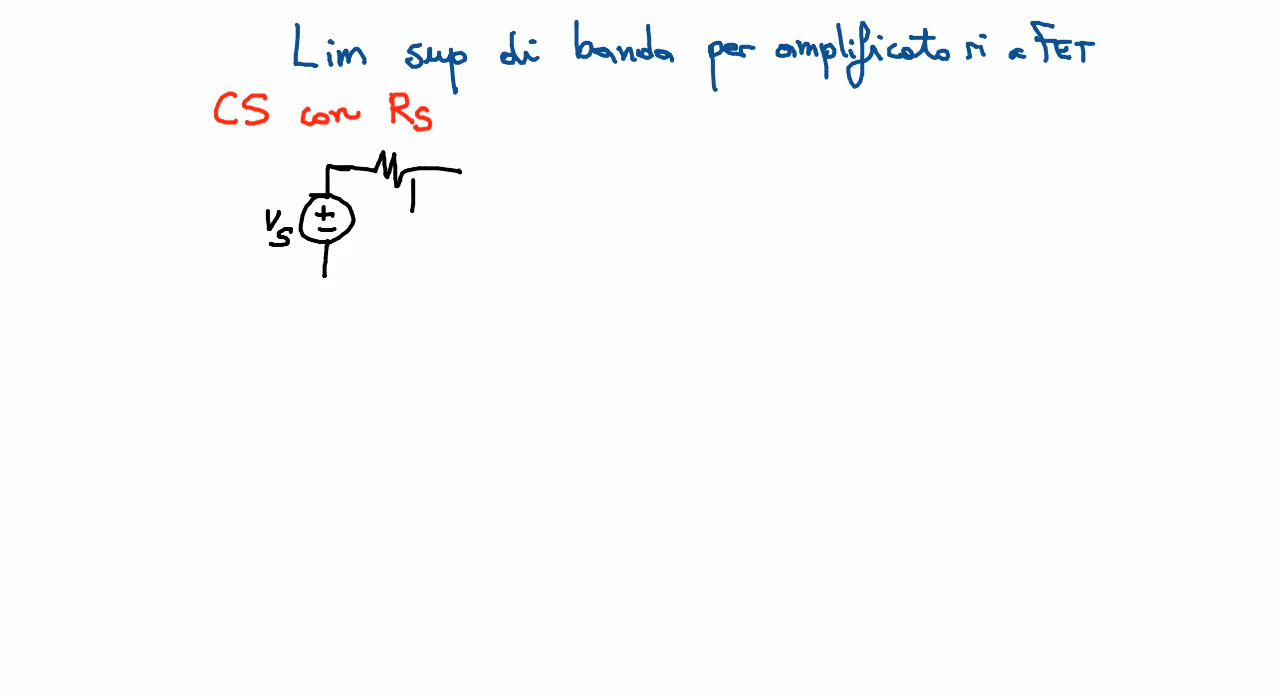 Lim sup di banda per amplificatori a FET
CS con RS
+
VS
-